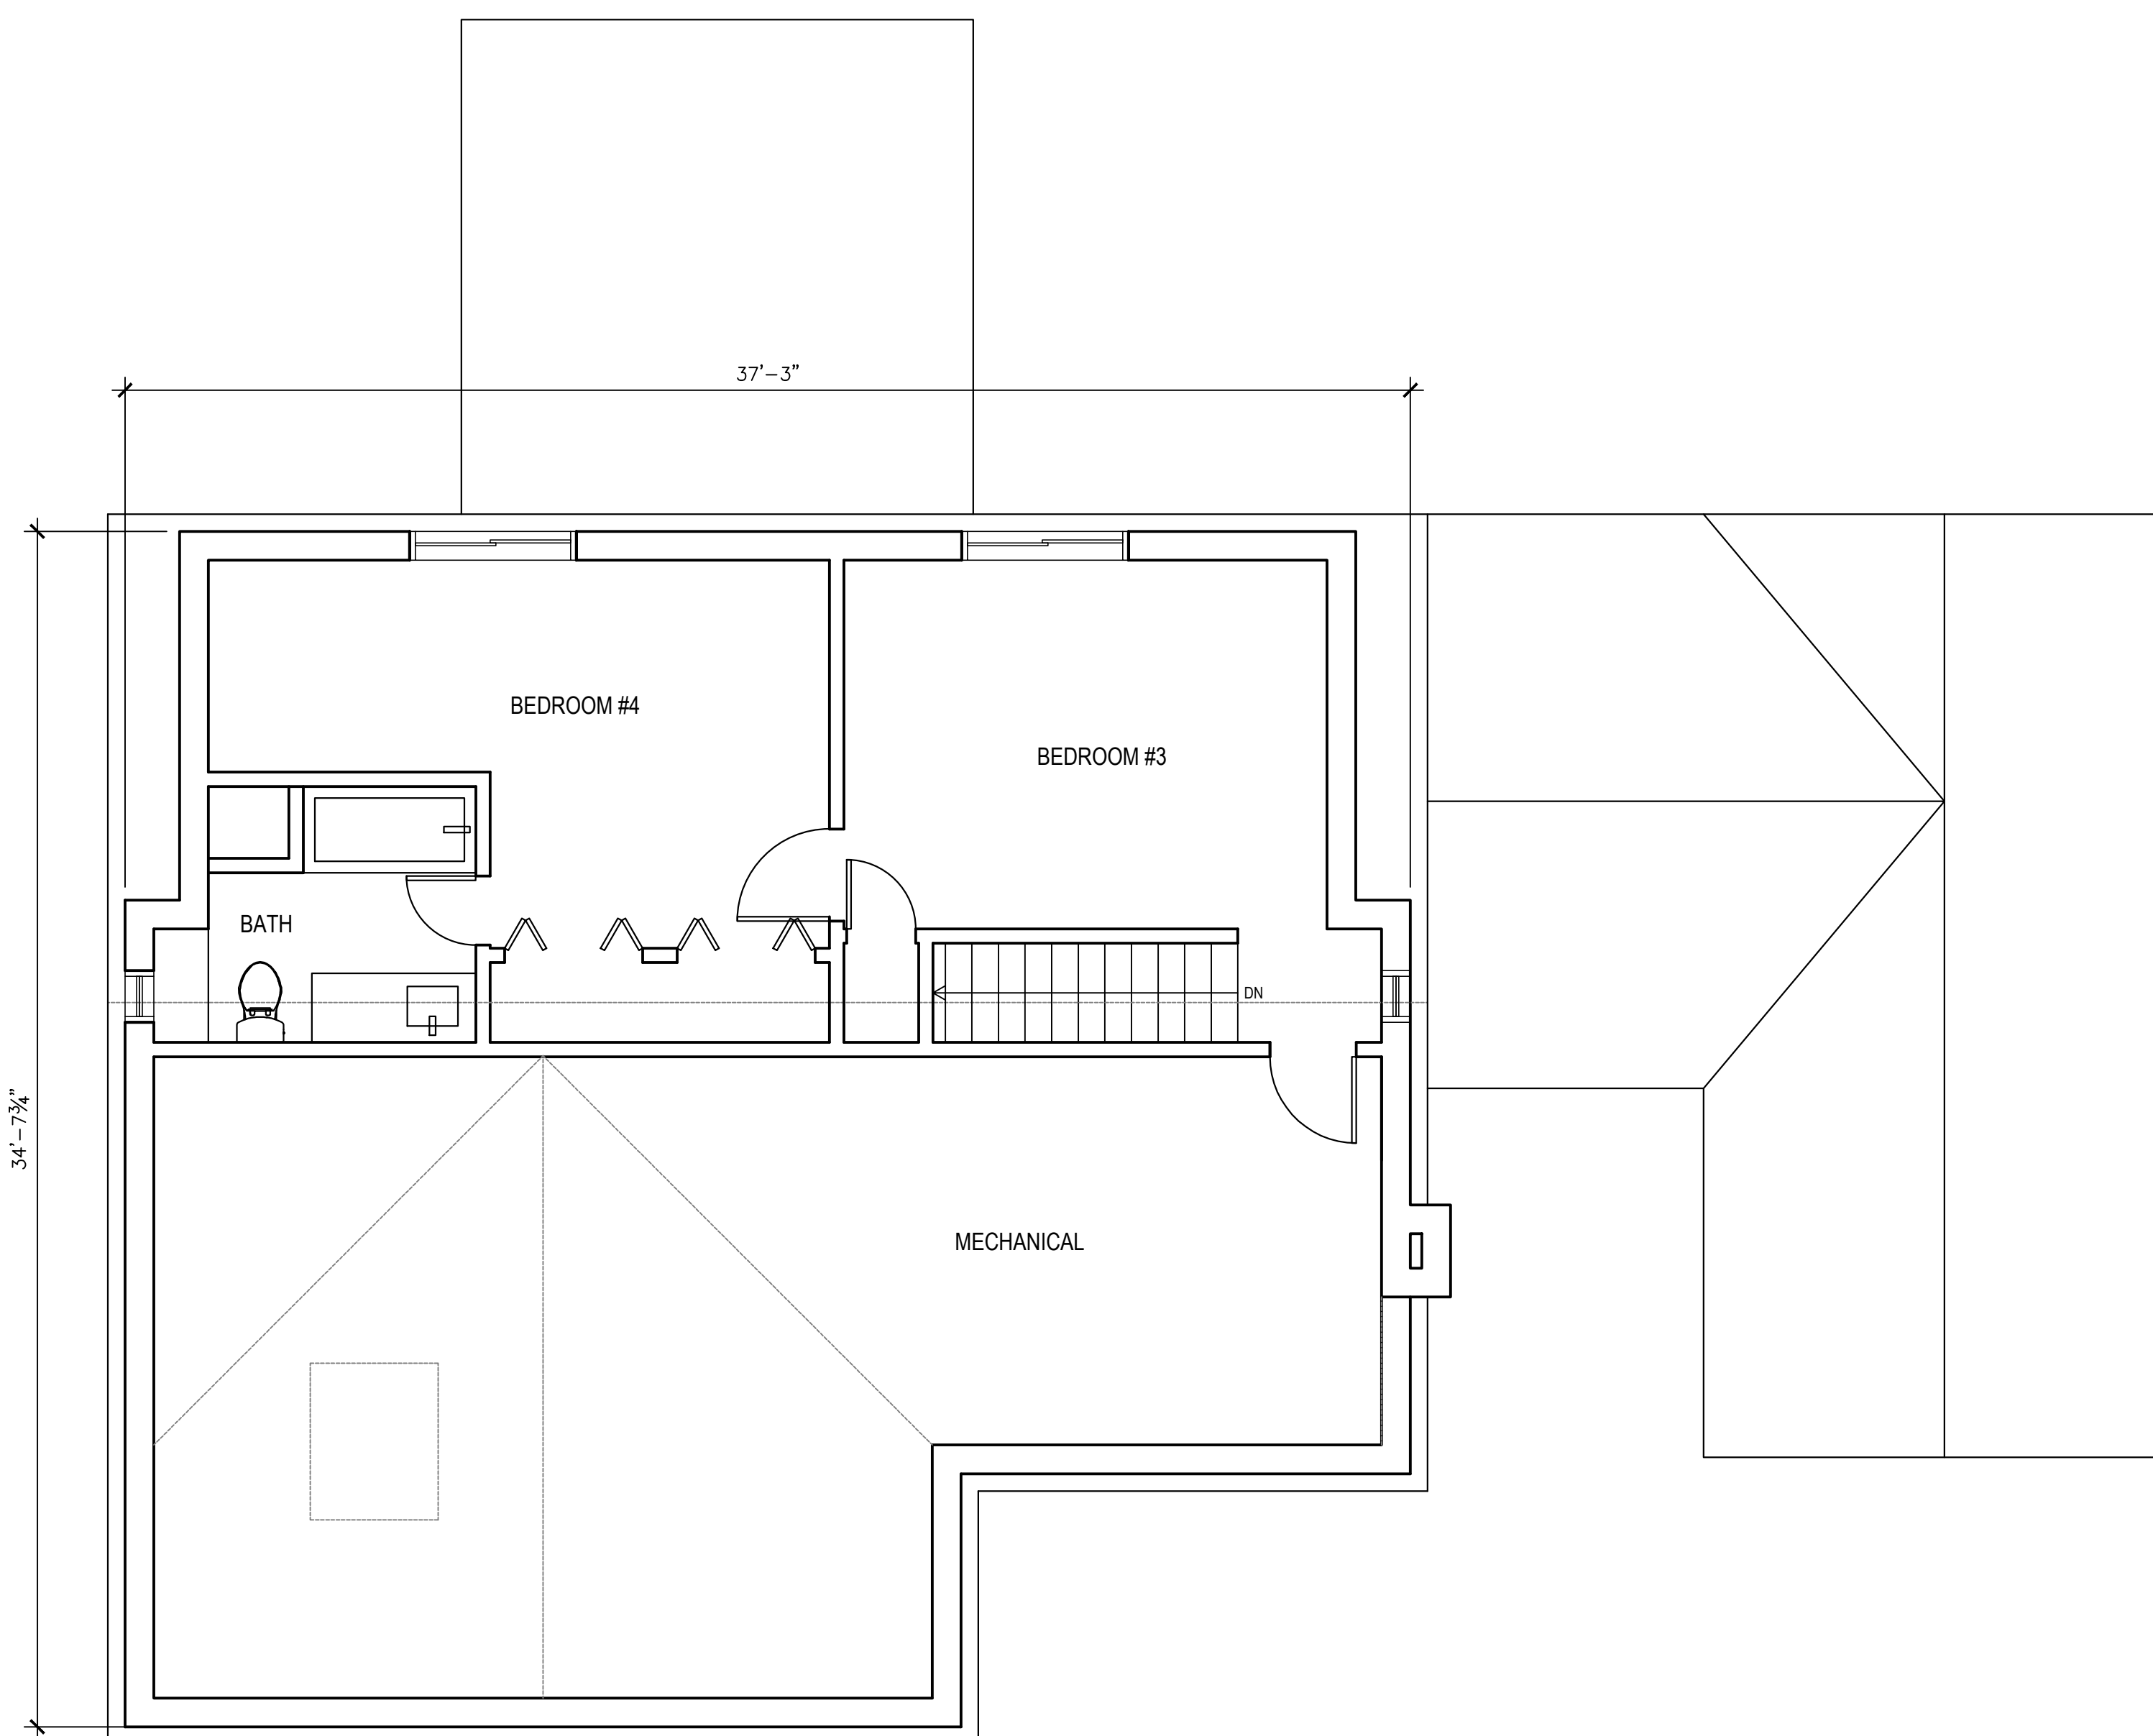 37'-3"
BEDROOM #4
BEDROOM #3
BATH
DN
34'-7¾"
MECHANICAL